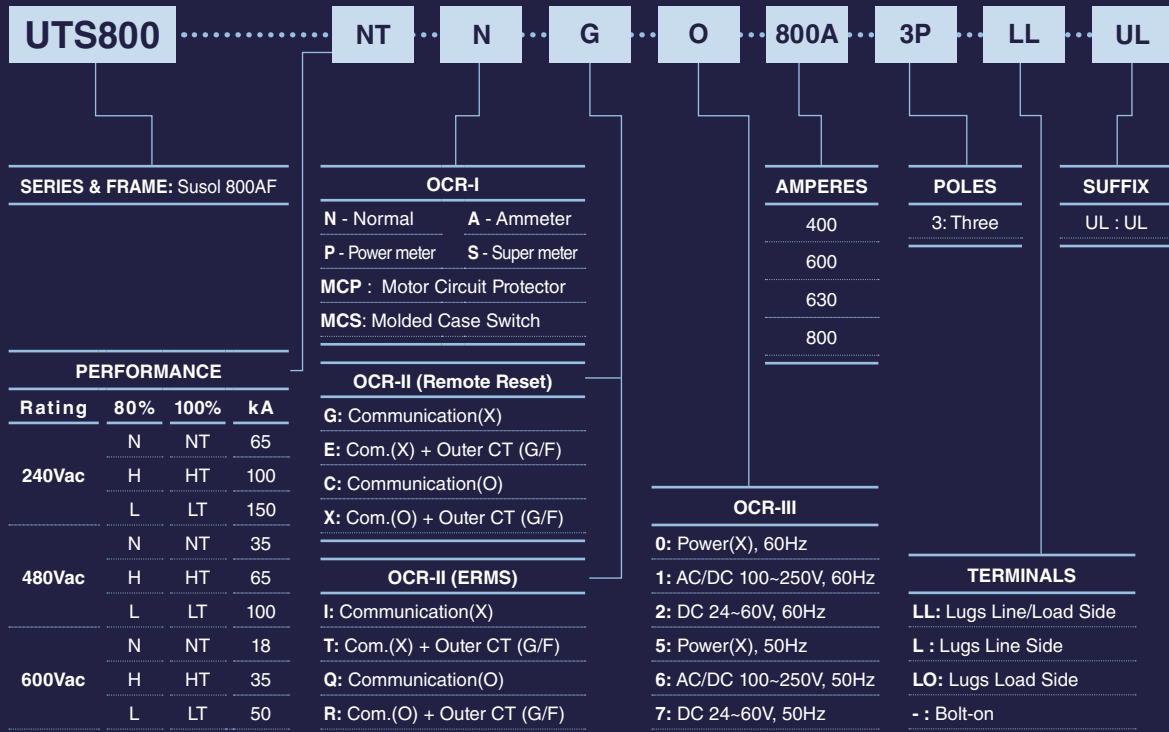 UTS800 NT N G O 800A 3P LL UL
SERIES & FRAME: Susol 800AF
OCR-I
N - Normal A - Ammeter
P - Power meter S - Super meter
MCP : Motor Circuit Protector
MCS: Molded Case Switch
AMPERES
400
600
630
800
POLES
3: Three
SUFFIX
UL : UL
PERFORMANCE
Rating 80% 100% kA
240Vac
N NT 65
H HT 100
L LT 150
480Vac
N NT 35
H HT 65
L LT 100
600Vac
N NT 18
H HT 35
L LT 50
OCR-II (Remote Reset)
G: Communication(X)
E: Com.(X) + Outer CT (G/F)
C: Communication(O)
X: Com.(O) + Outer CT (G/F)
OCR-II (ERMS)
I: Communication(X)
T: Com.(X) + Outer CT (G/F)
Q: Communication(O)
R: Com.(O) + Outer CT (G/F)
OCR-III
0: Power(X), 60Hz
1: AC/DC 100~250V, 60Hz
2: DC 24~60V, 60Hz
5: Power(X), 50Hz
6: AC/DC 100~250V, 50Hz
7: DC 24~60V, 50Hz
TERMINALS
LL: Lugs Line/Load Side
L : Lugs Line Side
LO: Lugs Load Side
- : Bolt-on